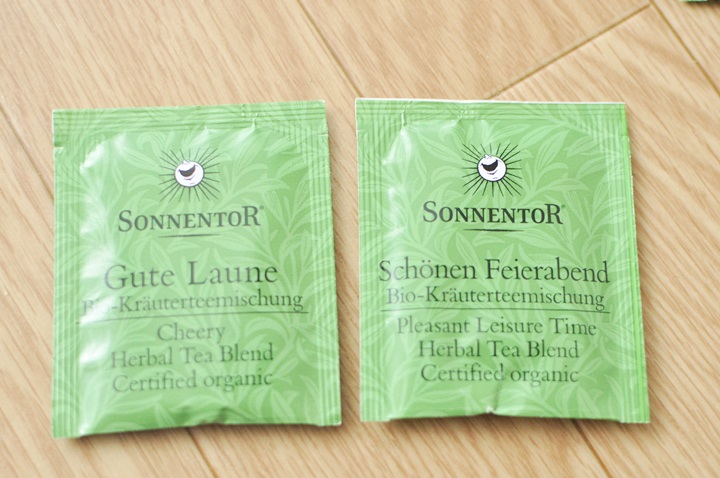 SONNENTOR®
Gute Laune
Bio-Kräuterteemischung
Cheery
Herbal Tea Blend
Certified organic
SONNENTOR®
Schönen Feierabend
Bio-Kräuterteemischung
Pleasant Leisure Time
Herbal Tea Blend
Certified organic